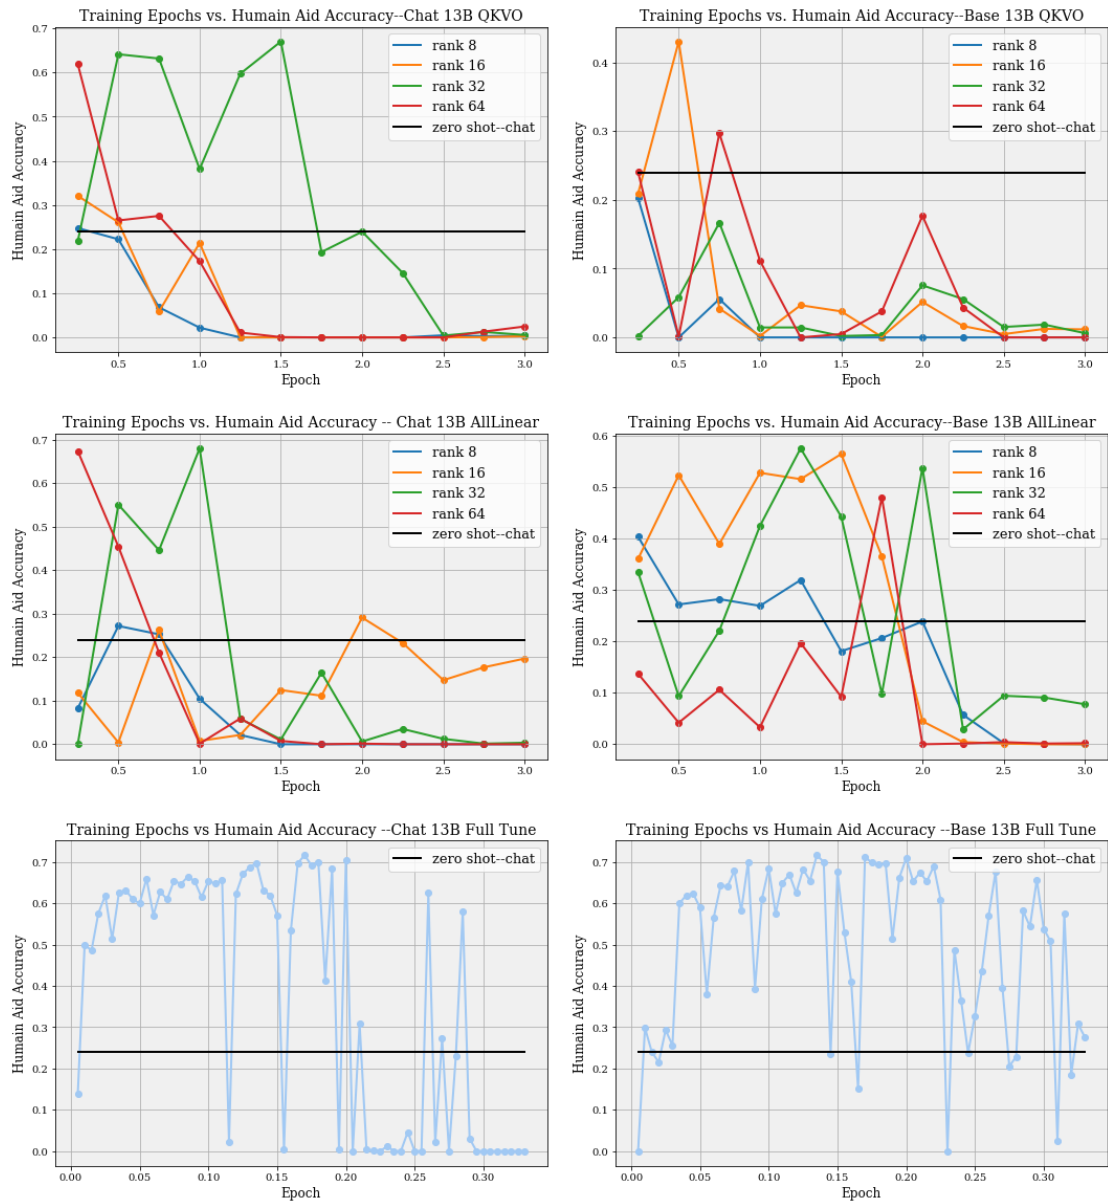 Training Epochs vs. Humain Aid Accuracy--Chat 13B QKVO
Humain Aid Accuracy
0.7
0.6
0.5
0.4
0.3
0.2
0.1
0.0
rank 8
rank 16
rank 32
rank 64
zero shot--chat
0.5 1.0 1.5 2.0 2.5 3.0
Epoch
Training Epochs vs. Humain Aid Accuracy--Base 13B QKVO
Humain Aid Accuracy
0.4
0.3
0.2
0.1
0.0
rank 8
rank 16
rank 32
rank 64
zero shot--chat
0.5 1.0 1.5 2.0 2.5 3.0
Epoch
Training Epochs vs. Humain Aid Accuracy -- Chat 13B AllLinear
Humain Aid Accuracy
0.7
0.6
0.5
0.4
0.3
0.2
0.1
0.0
rank 8
rank 16
rank 32
rank 64
zero shot--chat
0.5 1.0 1.5 2.0 2.5 3.0
Epoch
Training Epochs vs. Humain Aid Accuracy--Base 13B AllLinear
Humain Aid Accuracy
0.6
0.5
0.4
0.3
0.2
0.1
0.0
rank 8
rank 16
rank 32
rank 64
zero shot--chat
0.5 1.0 1.5 2.0 2.5 3.0
Epoch
Training Epochs vs Humain Aid Accuracy --Chat 13B Full Tune
Humain Aid Accuracy
0.7
0.6
0.5
0.4
0.3
0.2
0.1
0.0
zero shot--chat
0.00 0.05 0.10 0.15 0.20 0.25 0.30
Epoch
Training Epochs vs Humain Aid Accuracy --Base 13B Full Tune
Humain Aid Accuracy
0.7
0.6
0.5
0.4
0.3
0.2
0.1
0.0
zero shot--chat
0.00 0.05 0.10 0.15 0.20 0.25 0.30
Epoch